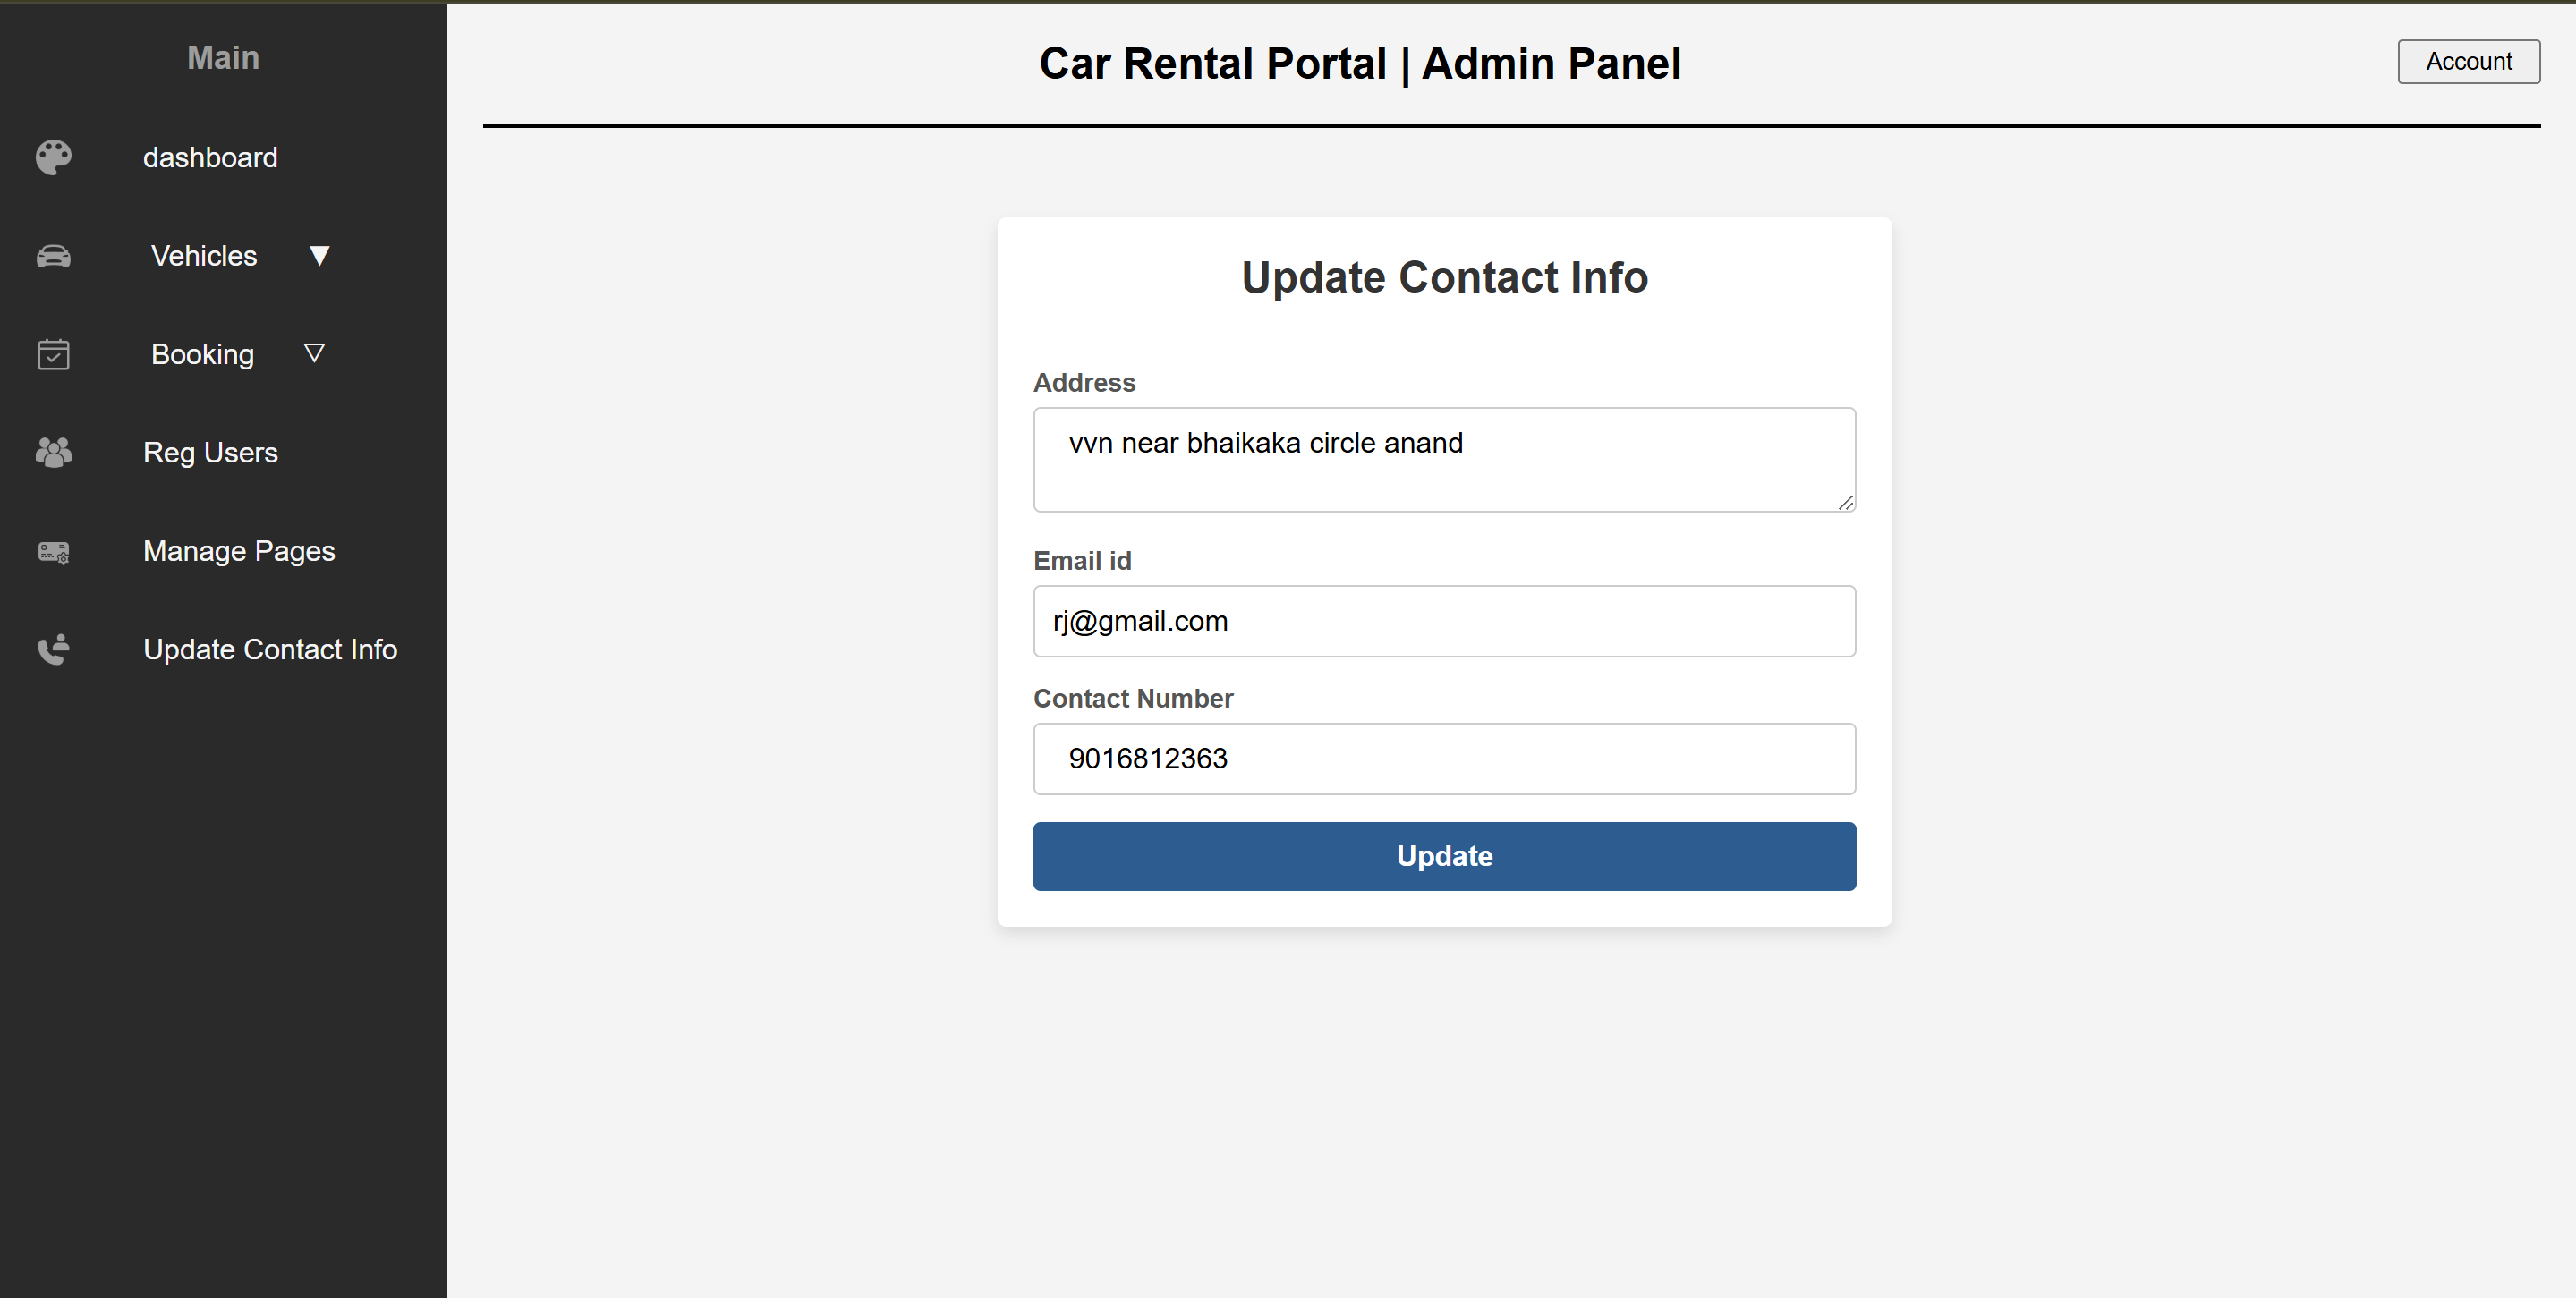 Main
dashboard
Vehicles ▼
Booking ▽
Reg Users
Manage Pages
Update Contact Info
Car Rental Portal | Admin Panel
Account
Update Contact Info
Address
vvn near bhaikaka circle anand
Email id
rj@gmail.com
Contact Number
9016812363
Update